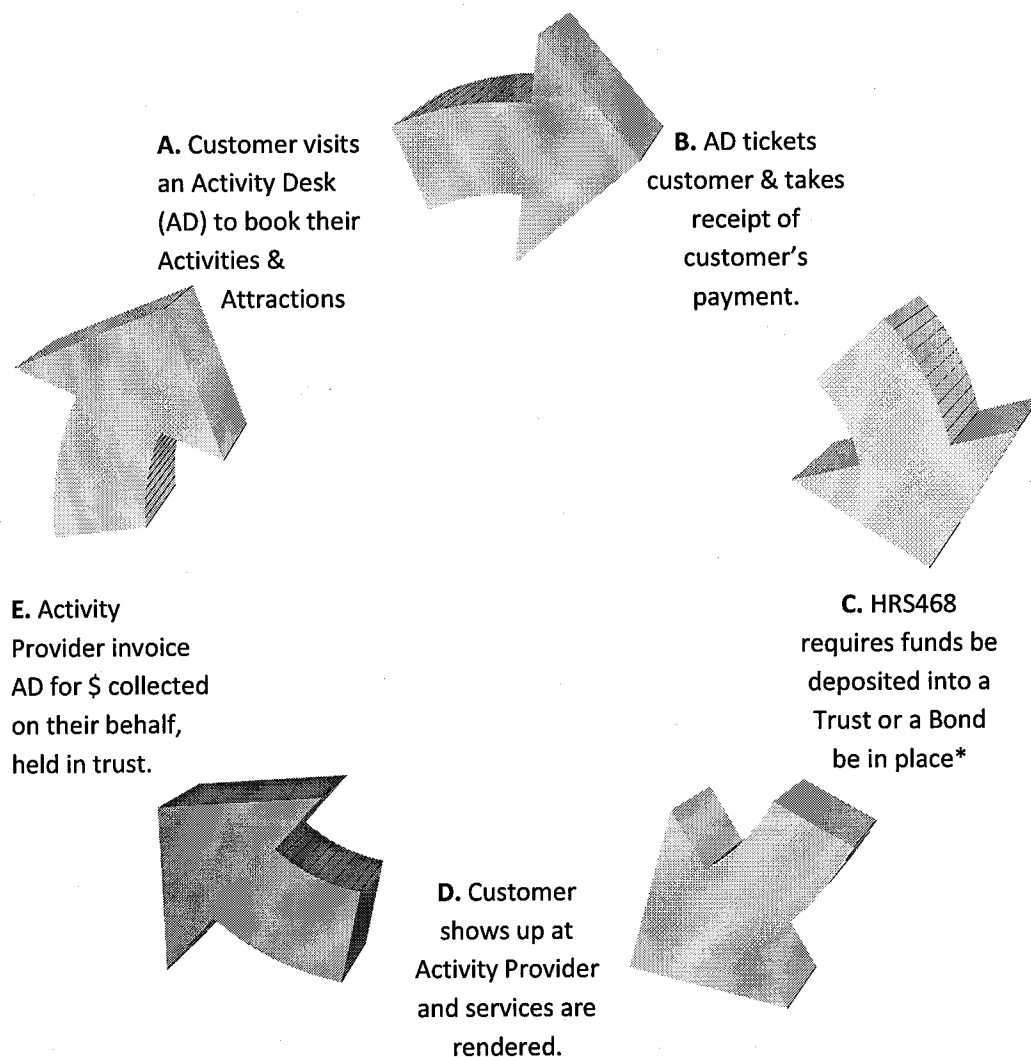 A. Customer visits
an Activity Desk
(AD) to book their
Activities &
Attractions
B. AD tickets
customer & takes
receipt of
customer's
payment.
C. HRS468
requires funds be
deposited into a
Trust or a Bond
be in place*
D. Customer
shows up at
Activity Provider
and services are
rendered.
E. Activity
Provider invoice
AD for $ collected
on their behalf,
held in trust.